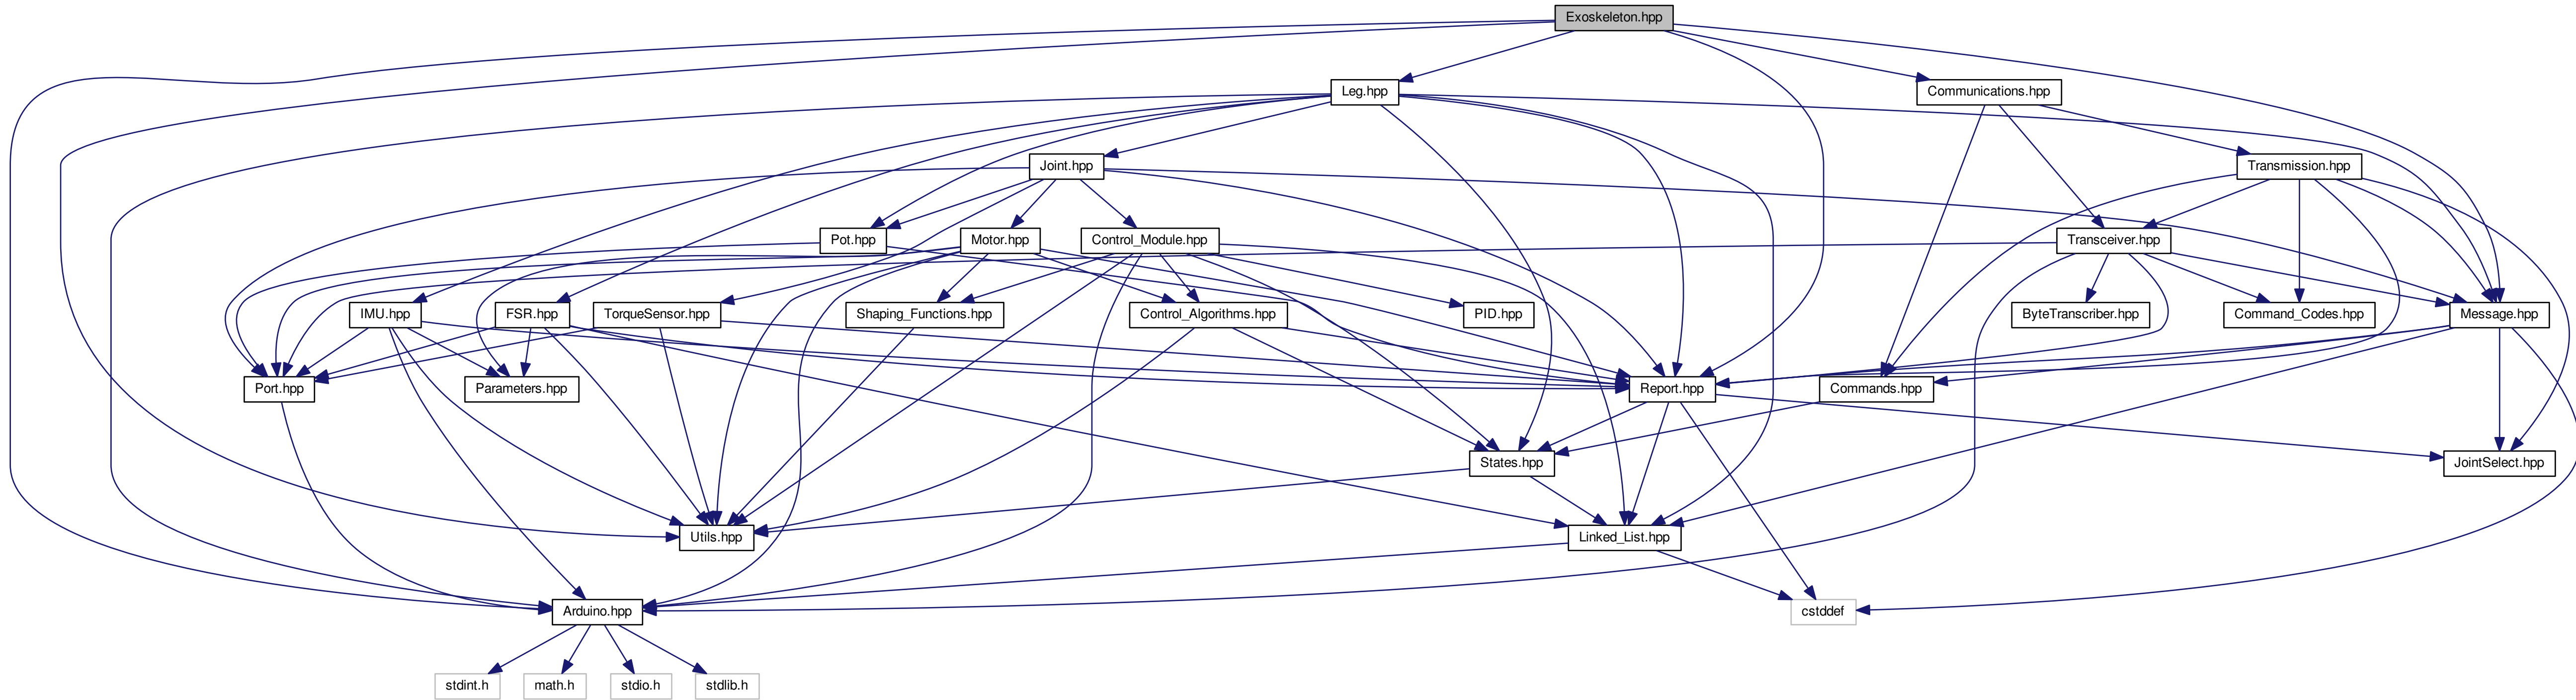 Exoskeleton.hpp
Leg.hpp
Communications.hpp
Joint.hpp
Transmission.hpp
Pot.hpp
Motor.hpp
Control_Module.hpp
Transceiver.hpp
IMU.hpp
FSR.hpp
TorqueSensor.hpp
Shaping_Functions.hpp
Control_Algorithms.hpp
PID.hpp
ByteTranscriber.hpp
Command_Codes.hpp
Message.hpp
Port.hpp
Parameters.hpp
Report.hpp
Commands.hpp
States.hpp
JointSelect.hpp
Utils.hpp
Linked_List.hpp
Arduino.hpp
cstddef
stdint.h
math.h
stdio.h
stdlib.h